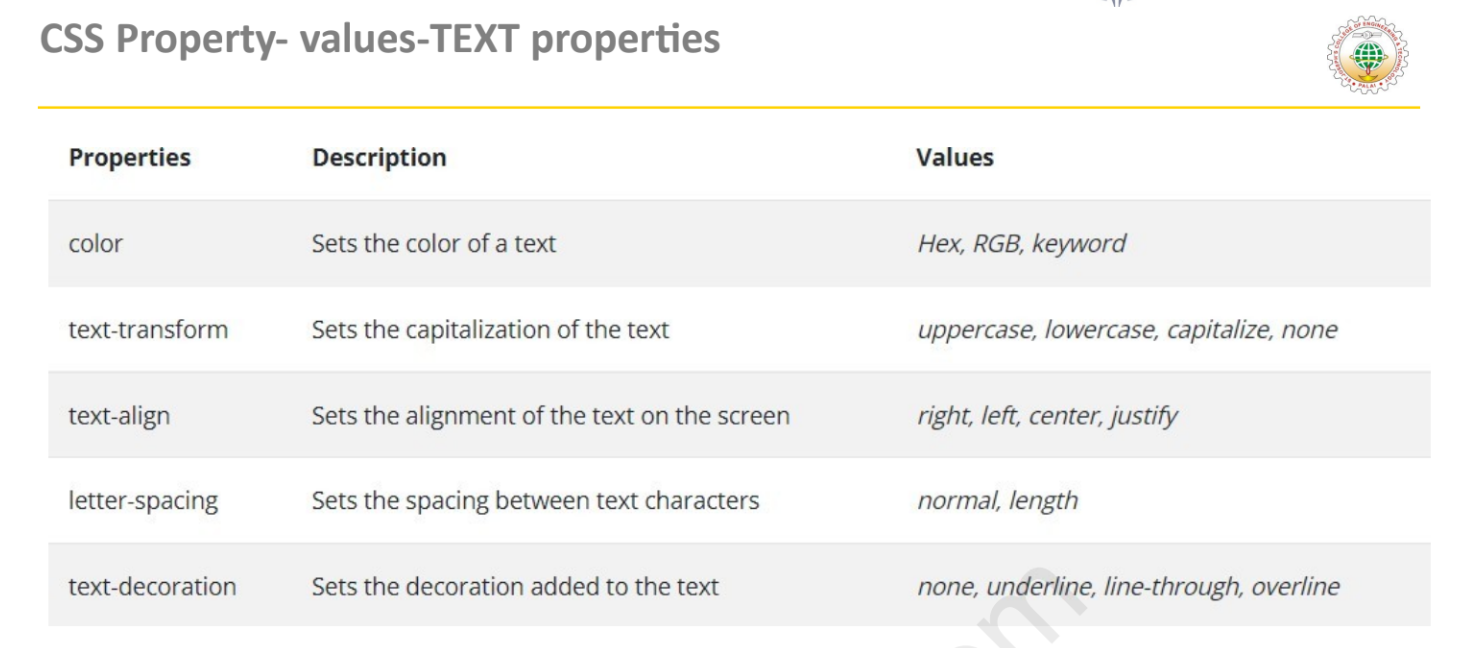 CSS Property- values-TEXT properties
Properties Description Values
color Sets the color of a text Hex, RGB, keyword
text-transform Sets the capitalization of the text uppercase, lowercase, capitalize, none
text-align Sets the alignment of the text on the screen right, left, center, justify
letter-spacing Sets the spacing between text characters normal, length
text-decoration Sets the decoration added to the text none, underline, line-through, overline